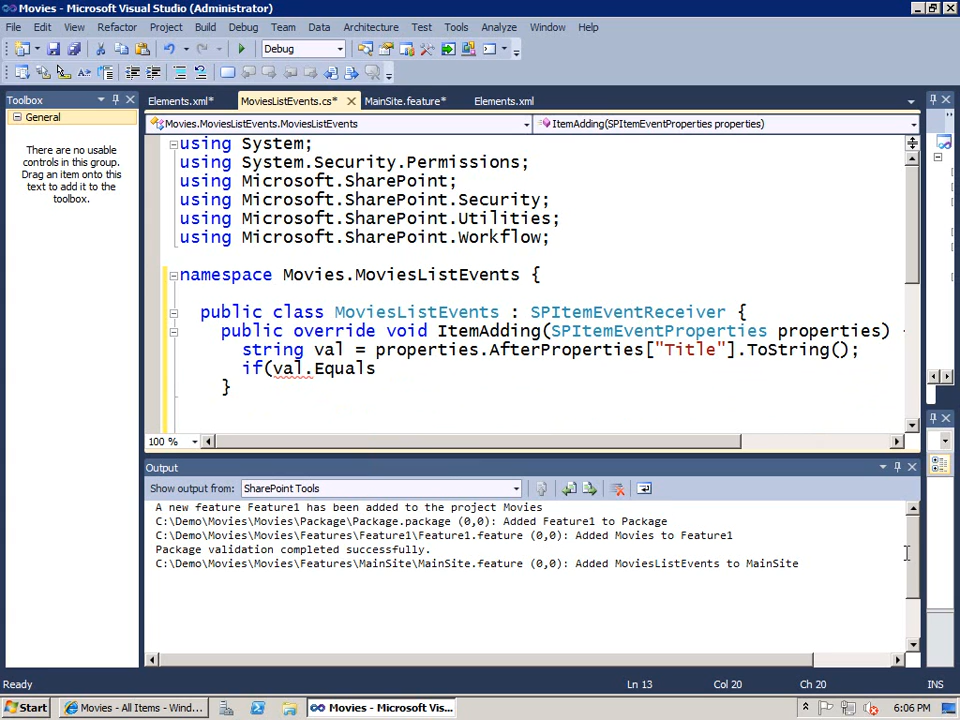 Movies - Microsoft Visual Studio (Administrator)
File Edit View Refactor Project Build Debug Team Data Architecture Test Tools Analyze Window Help
Debug
Toolbox
Elements.xml* MoviesListEvents.cs* MainSite.feature* Elements.xml
General
Movies.MoviesListEvents.MoviesListEvents ItemAdding(SPItemEventProperties properties)
There are no usable
controls in this group.
Drag an item onto this
text to add it to the
toolbox.
using System;
using System.Security.Permissions;
using Microsoft.SharePoint;
using Microsoft.SharePoint.Security;
using Microsoft.SharePoint.Utilities;
using Microsoft.SharePoint.Workflow;
namespace Movies.MoviesListEvents {
public class MoviesListEvents : SPItemEventReceiver {
public override void ItemAdding(SPItemEventProperties properties)
string val = properties.AfterProperties["Title"].ToString();
if(val.Equals
}
100 %
Output
Show output from: SharePoint Tools
A new feature Feature1 has been added to the project Movies
C:\Demo\Movies\Movies\Package\Package.package (0,0): Added Feature1 to Package
C:\Demo\Movies\Movies\Features\Feature1\Feature1.feature (0,0): Added Movies to Feature1
Package validation completed successfully.
C:\Demo\Movies\Movies\Features\MainSite\MainSite.feature (0,0): Added MoviesListEvents to MainSite
Ready Ln 13 Col 20 Ch 20 INS
Start Movies - All Items - Wind... Movies - Microsoft Vis... 6:06 PM